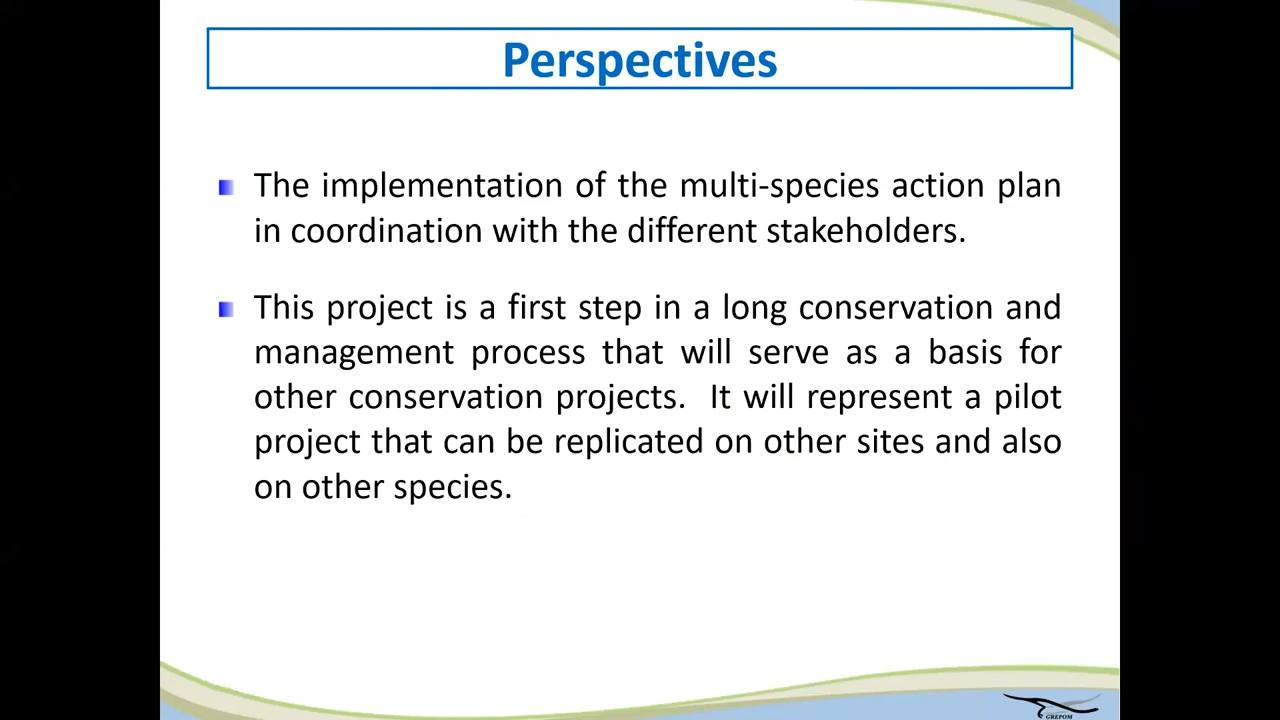 Perspectives
The implementation of the multi-species action plan
in coordination with the different stakeholders.
This project is a first step in a long conservation and
management process that will serve as a basis for
other conservation projects.  It will represent a pilot
project that can be replicated on other sites and also
on other species.
GREPOM